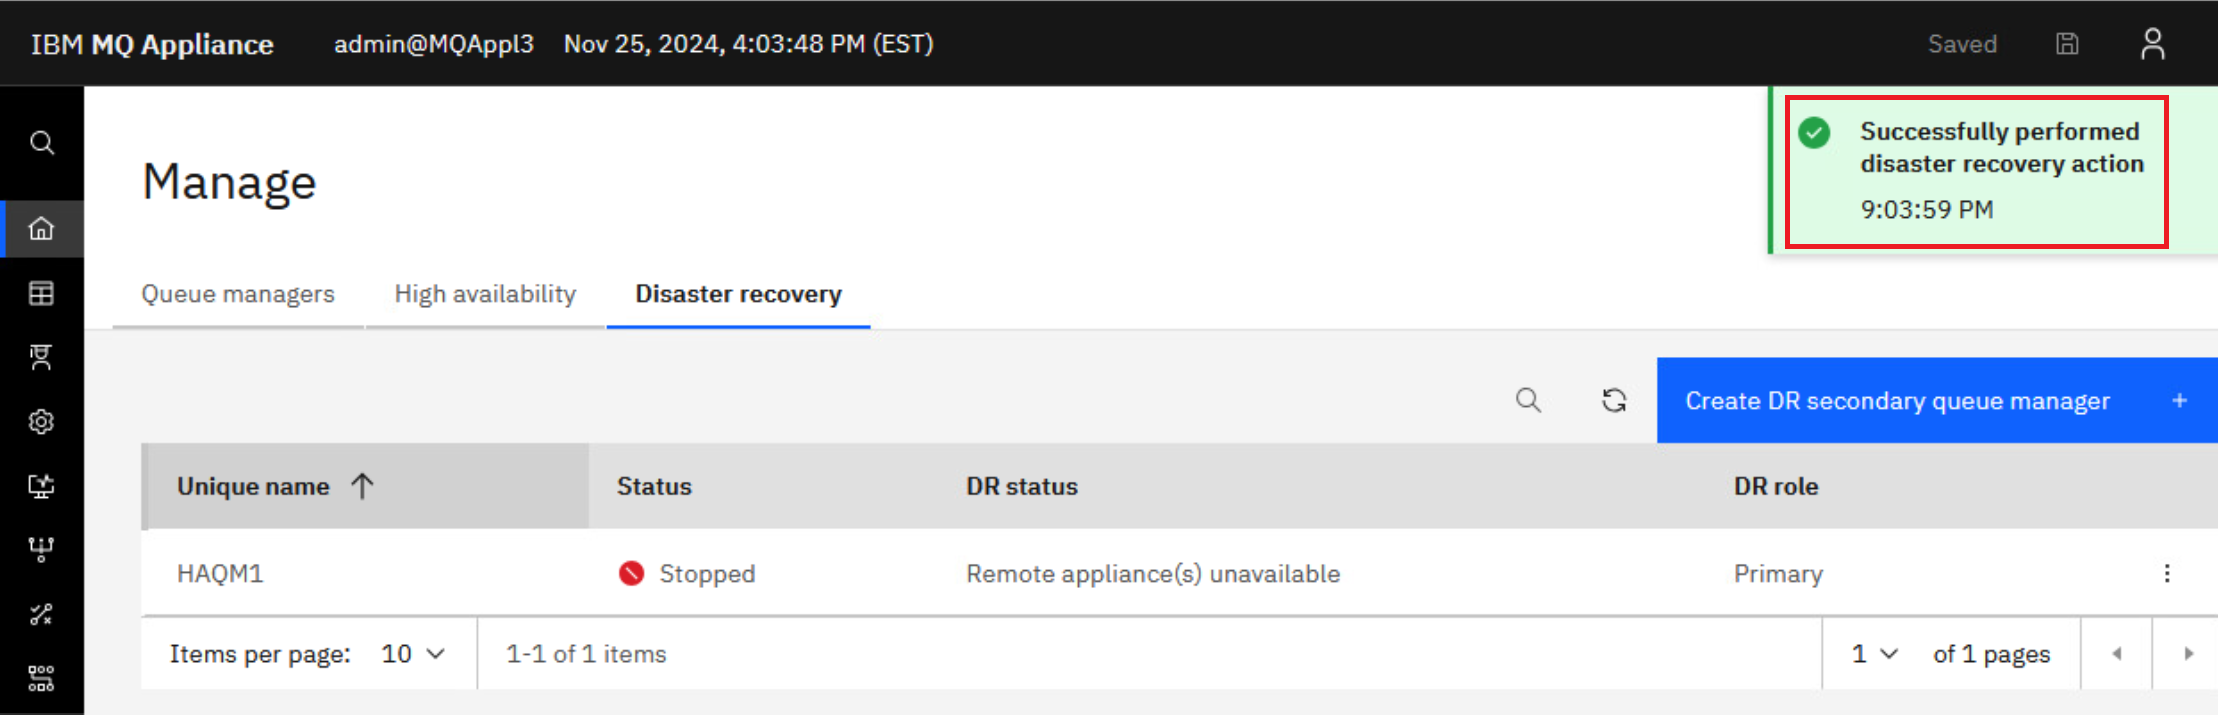 IBM MQ Appliance admin@MQAppl3 Nov 25, 2024, 4:03:48 PM (EST) Saved
Successfully performed
disaster recovery action
9:03:59 PM
Manage
Queue managers High availability Disaster recovery
Create DR secondary queue manager +
Unique name Status DR status DR role
HAQM1 Stopped Remote appliance(s) unavailable Primary
Items per page: 10 1-1 of 1 items 1 of 1 pages